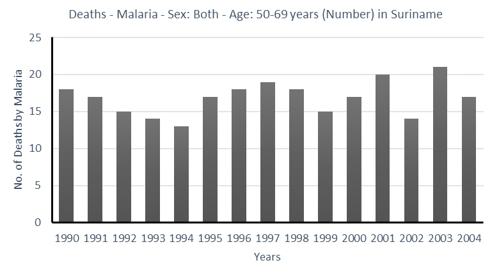 Deaths - Malaria - Sex: Both - Age: 50-69 years (Number) in Suriname
No. of Deaths by Malaria
25
20
15
10
5
0
1990 1991 1992 1993 1994 1995 1996 1997 1998 1999 2000 2001 2002 2003 2004
Years